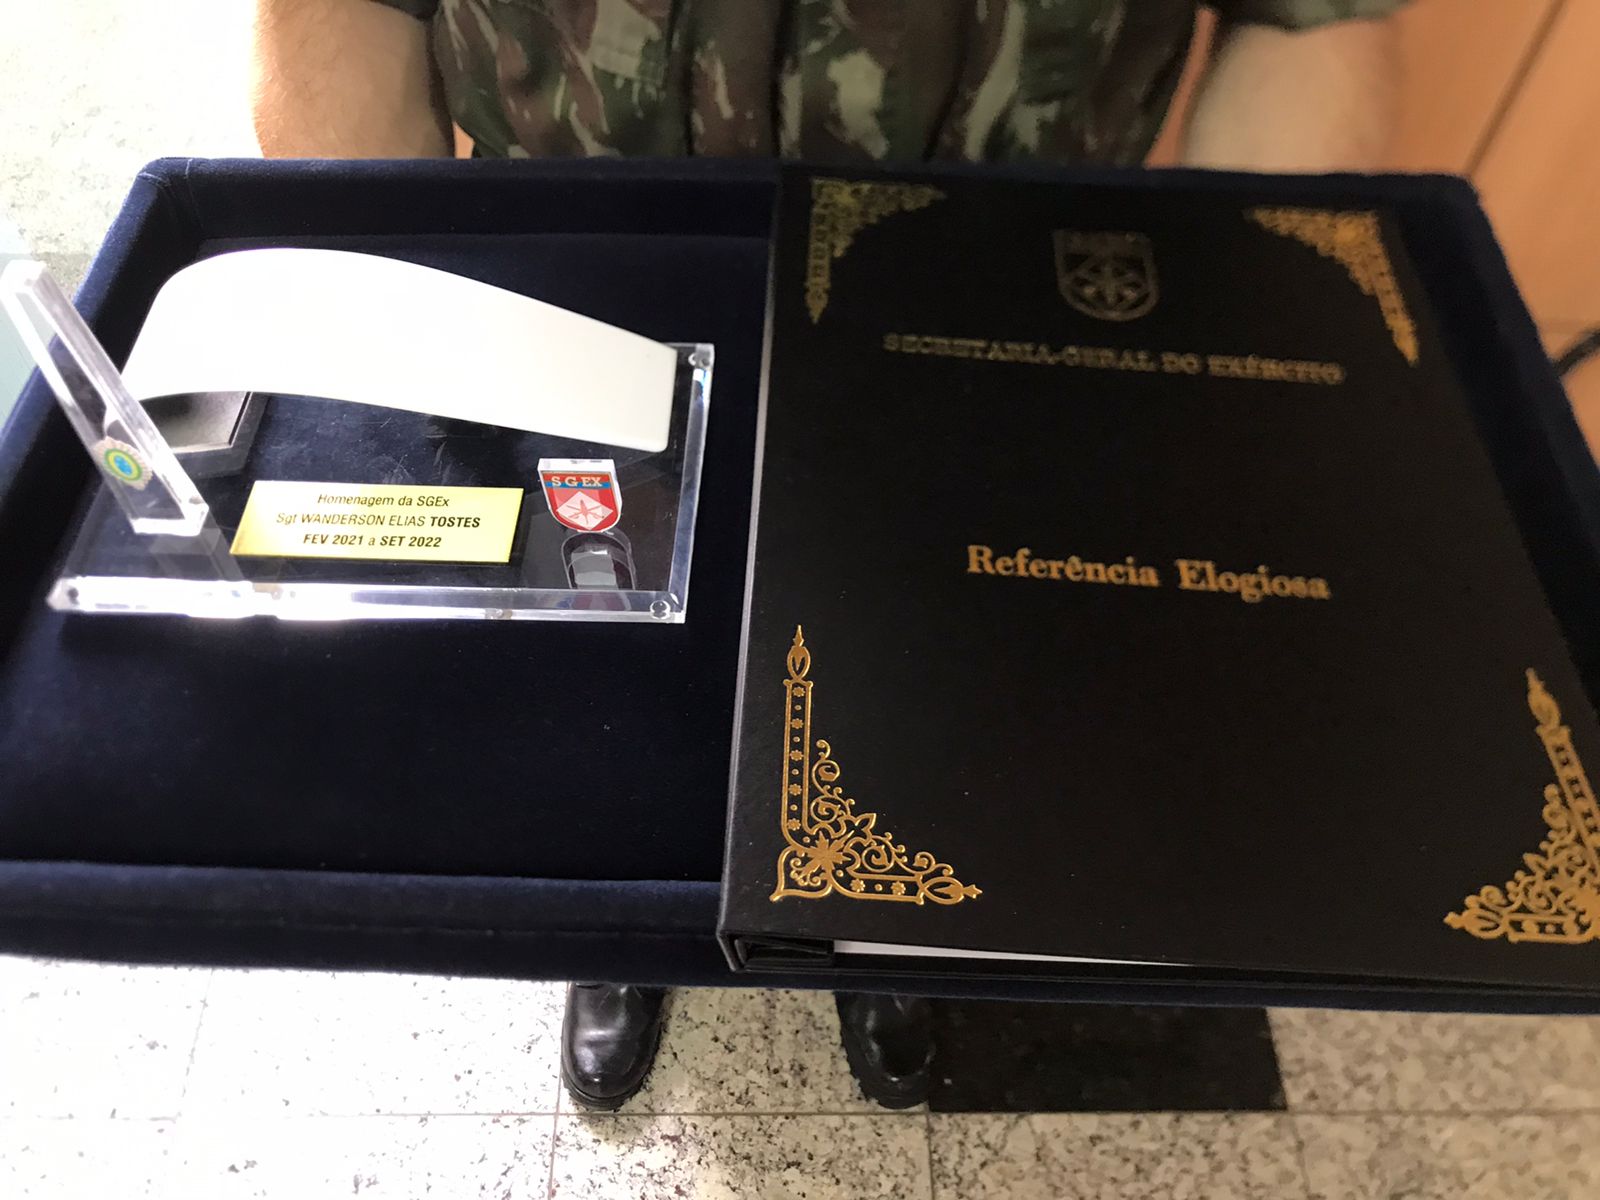 Homenagem da SGEx
Sgt WANDERSON ELIAS TOSTES
FEV 2021 a SET 2022
SGEX
SECRETARIA-GERAL DO EXÉRCITO
Referência Elogiosa